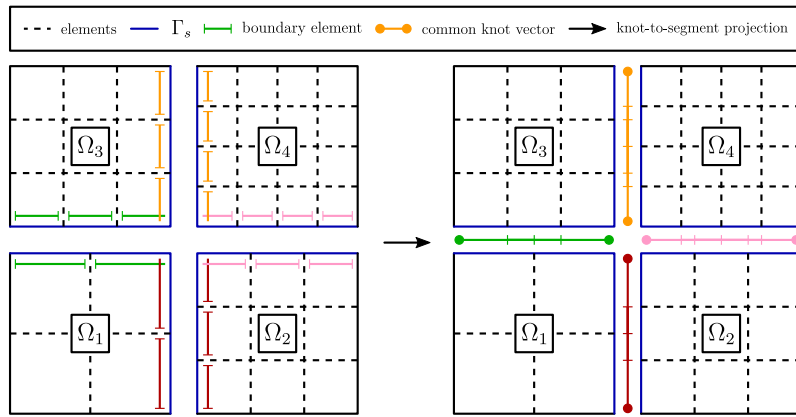 elements Γₛ boundary element common knot vector knot-to-segment projection
Ω₃ Ω₄ Ω₃ Ω₄
Ω₁ Ω₂ Ω₁ Ω₂